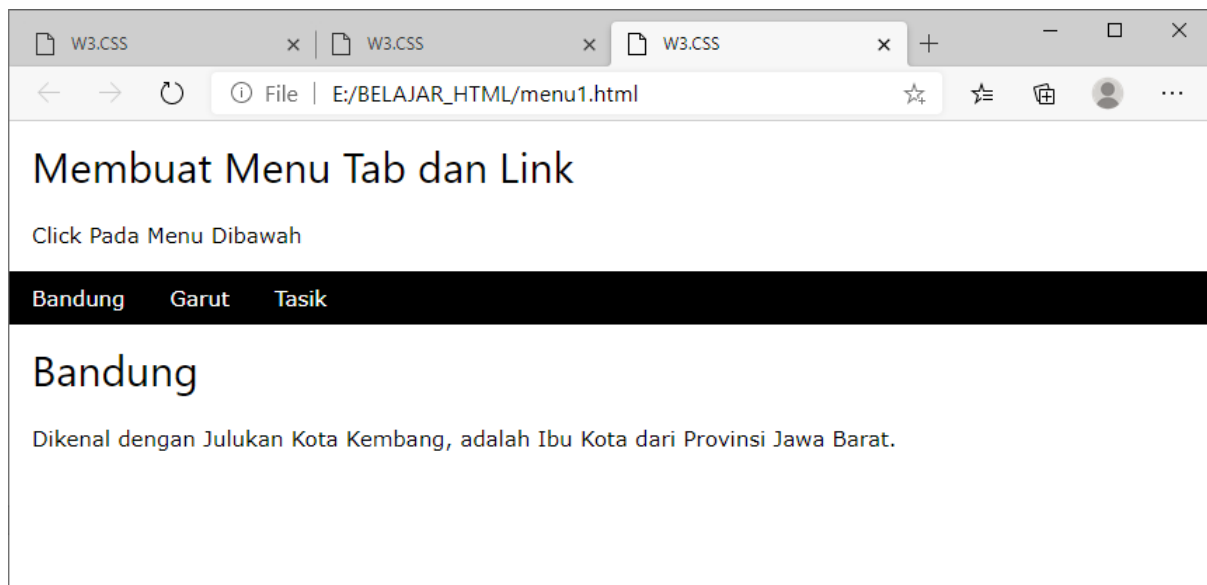 W3.CSS W3.CSS W3.CSS
File E:/BELAJAR_HTML/menu1.html
Membuat Menu Tab dan Link
Click Pada Menu Dibawah
Bandung Garut Tasik
Bandung
Dikenal dengan Julukan Kota Kembang, adalah Ibu Kota dari Provinsi Jawa Barat.